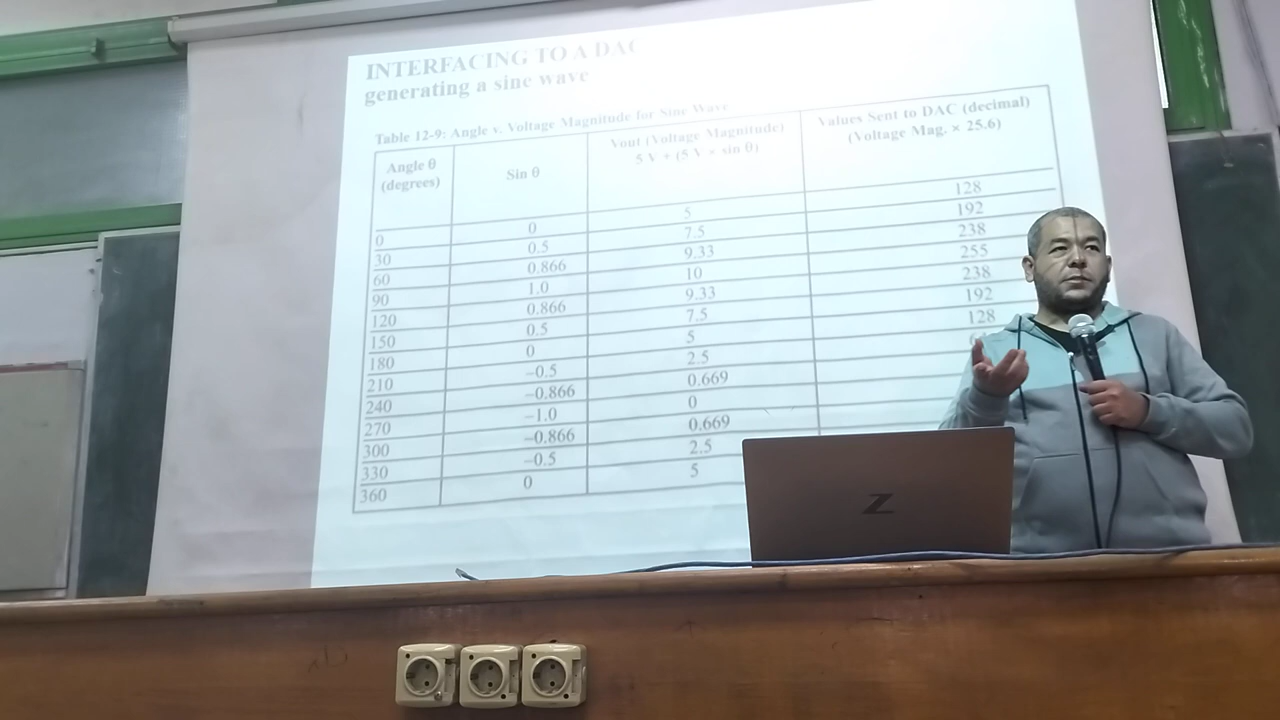 INTERFACING TO A DAC
generating a sine wave
Table 12-9: Angle v. Voltage Magnitude for Sine Wave
Angle θ (degrees) Sin θ Vout (Voltage Magnitude) 5 V + (5 V × sin θ) Values Sent to DAC (decimal) (Voltage Mag. × 25.6)
0 0 5 128
30 0.5 7.5 192
60 0.866 9.33 238
90 1.0 10 255
120 0.866 9.33 238
150 0.5 7.5 192
180 0 5 128
210 –0.5 2.5
240 –0.866 0.669
270 –1.0 0
300 –0.866 0.669
330 –0.5 2.5
360 0 5
Z